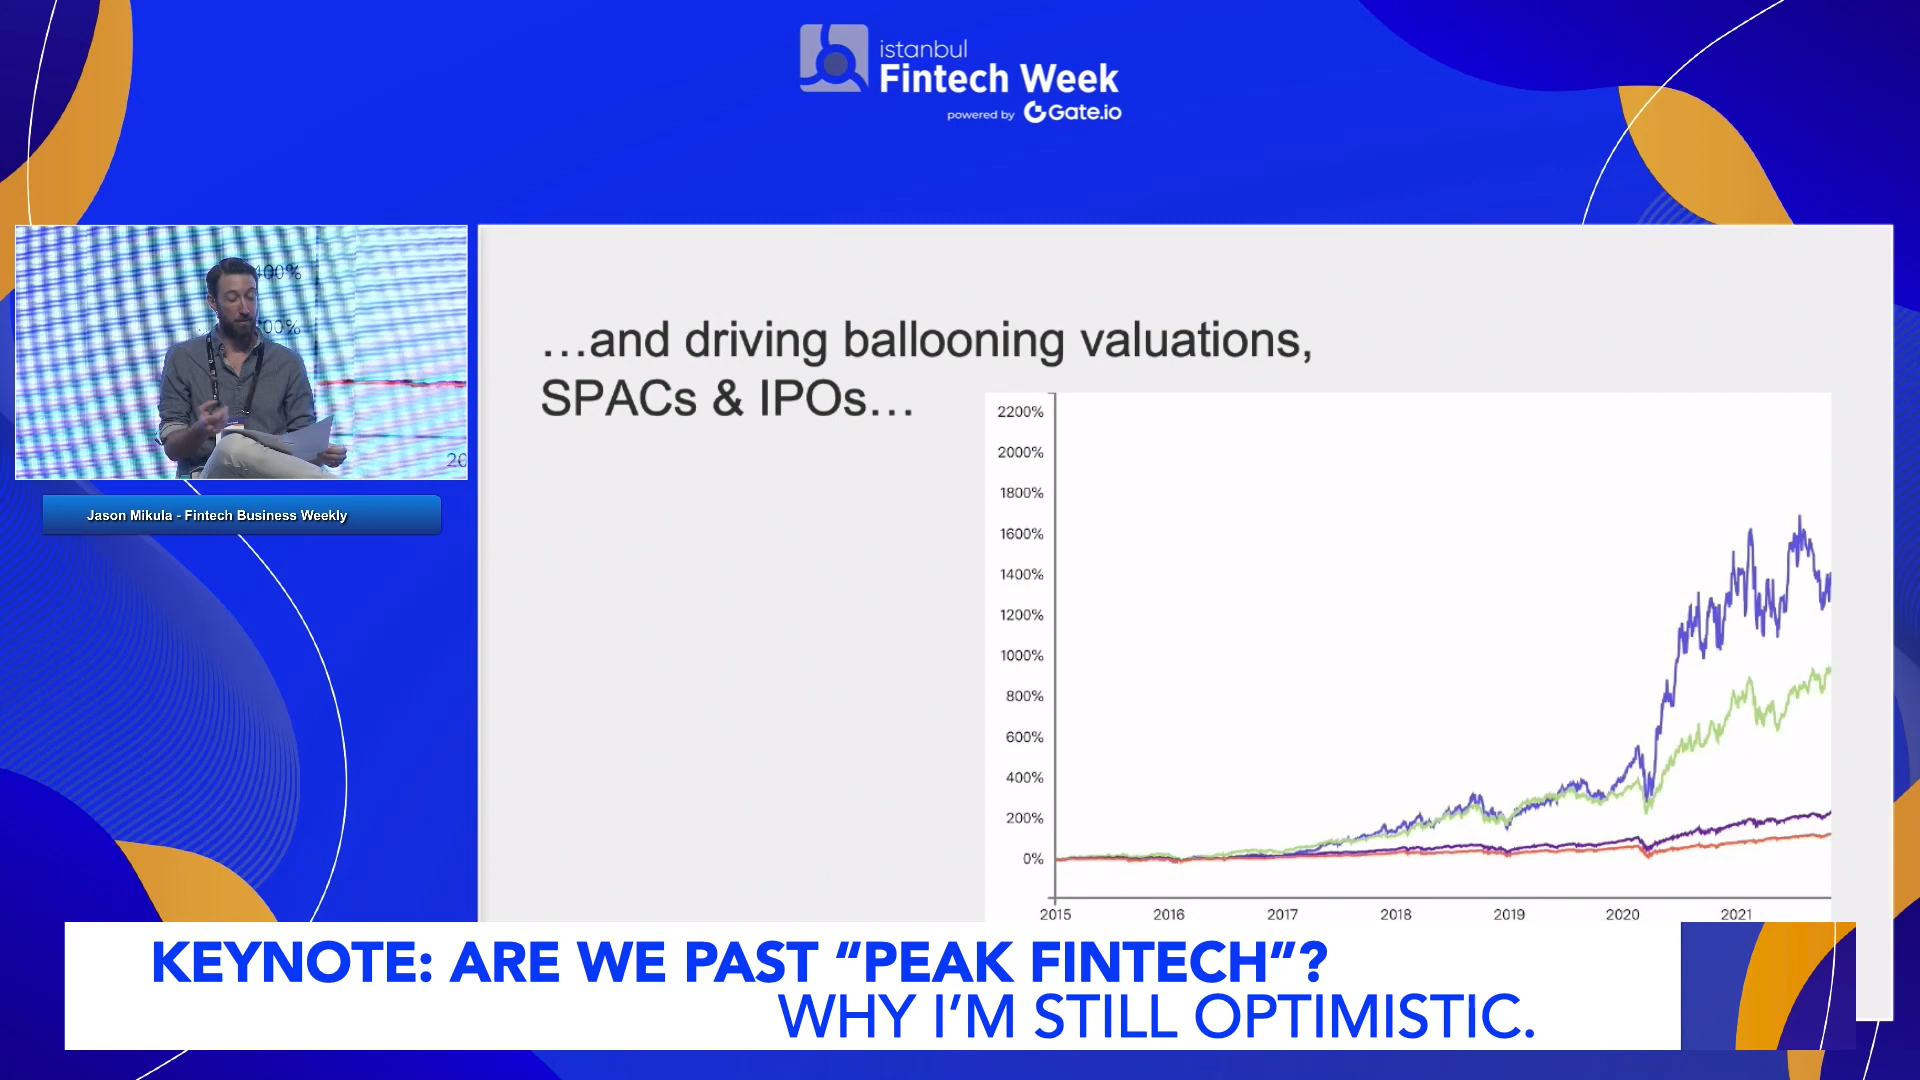 istanbul
Fintech Week
powered by Gate.io
400%
20
Jason Mikula - Fintech Business Weekly
…and driving ballooning valuations,
SPACs & IPOs…
2200%
2000%
1800%
1600%
1400%
1200%
1000%
800%
600%
400%
200%
0%
2015 2016 2017 2018 2019 2020 2021
KEYNOTE: ARE WE PAST “PEAK FINTECH“?
WHY I’M STILL OPTIMISTIC.